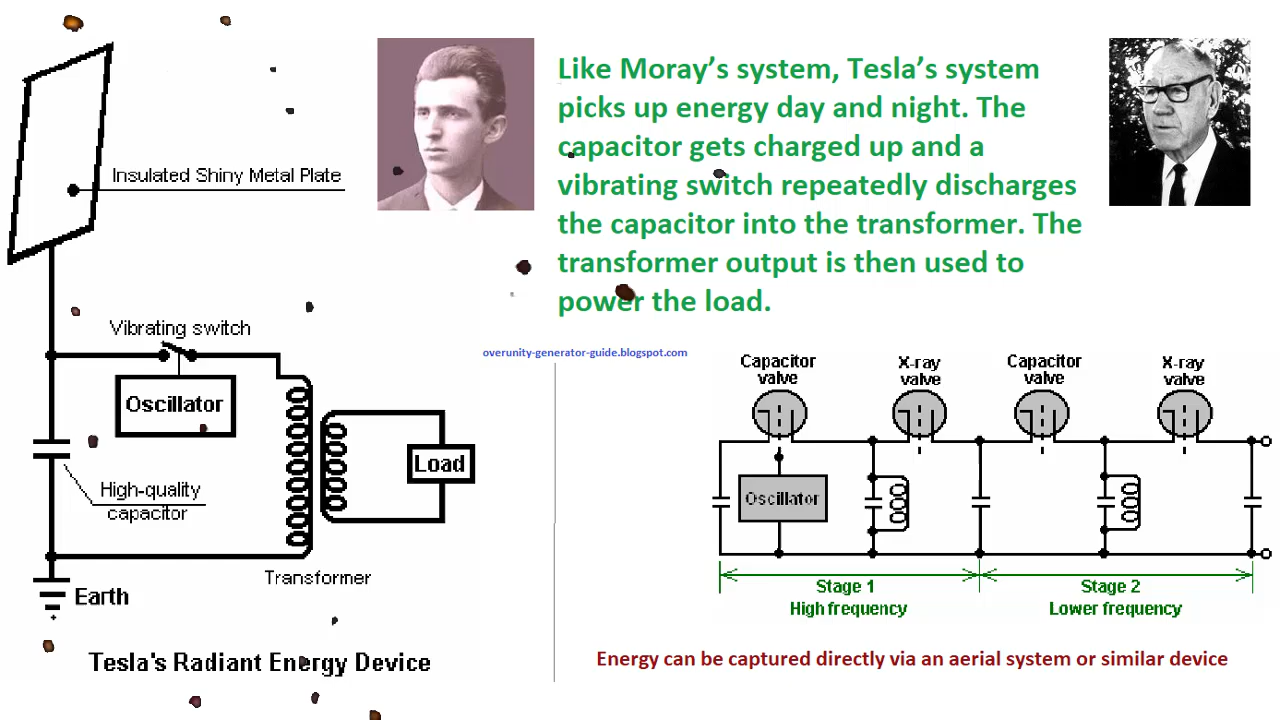 Insulated Shiny Metal Plate
Vibrating switch
Oscillator
Load
High-quality
capacitor
Transformer
Earth
Tesla's Radiant Energy Device
Like Moray’s system, Tesla’s system
picks up energy day and night. The
capacitor gets charged up and a
vibrating switch repeatedly discharges
the capacitor into the transformer. The
transformer output is then used to
power the load.
overunity-generator-guide.blogspot.com
Capacitor
valve
X-ray
valve
Capacitor
valve
X-ray
valve
Oscillator
Stage 1
High frequency
Stage 2
Lower frequency
Energy can be captured directly via an aerial system or similar device